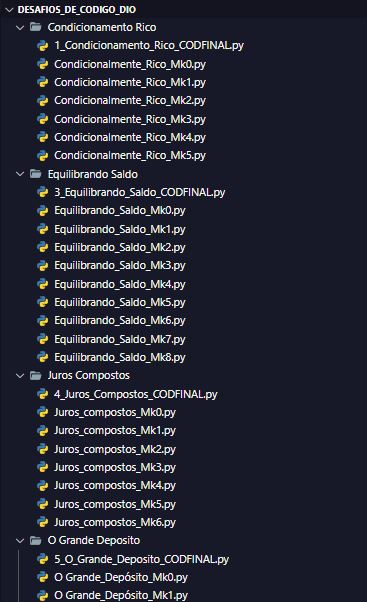 DESAFIOS_DE_CODIGO_DIO
Condicionamento Rico
1_Condicionamento_Rico_CODFINAL.py
Condicionalmente_Rico_Mk0.py
Condicionalmente_Rico_Mk1.py
Condicionalmente_Rico_Mk2.py
Condicionalmente_Rico_Mk3.py
Condicionalmente_Rico_Mk4.py
Condicionalmente_Rico_Mk5.py
Equilibrando Saldo
3_Equilibrando_Saldo_CODFINAL.py
Equilibrando_Saldo_Mk0.py
Equilibrando_Saldo_Mk1.py
Equilibrando_Saldo_Mk2.py
Equilibrando_Saldo_Mk3.py
Equilibrando_Saldo_Mk4.py
Equilibrando_Saldo_Mk5.py
Equilibrando_Saldo_Mk6.py
Equilibrando_Saldo_Mk7.py
Equilibrando_Saldo_Mk8.py
Juros Compostos
4_Juros_Compostos_CODFINAL.py
Juros_compostos_Mk0.py
Juros_compostos_Mk1.py
Juros_compostos_Mk2.py
Juros_compostos_Mk3.py
Juros_compostos_Mk4.py
Juros_compostos_Mk5.py
Juros_compostos_Mk6.py
O Grande Deposito
5_O_Grande_Deposito_CODFINAL.py
O Grande_Depósito_Mk0.py
O Grande_Depósito_Mk1.py